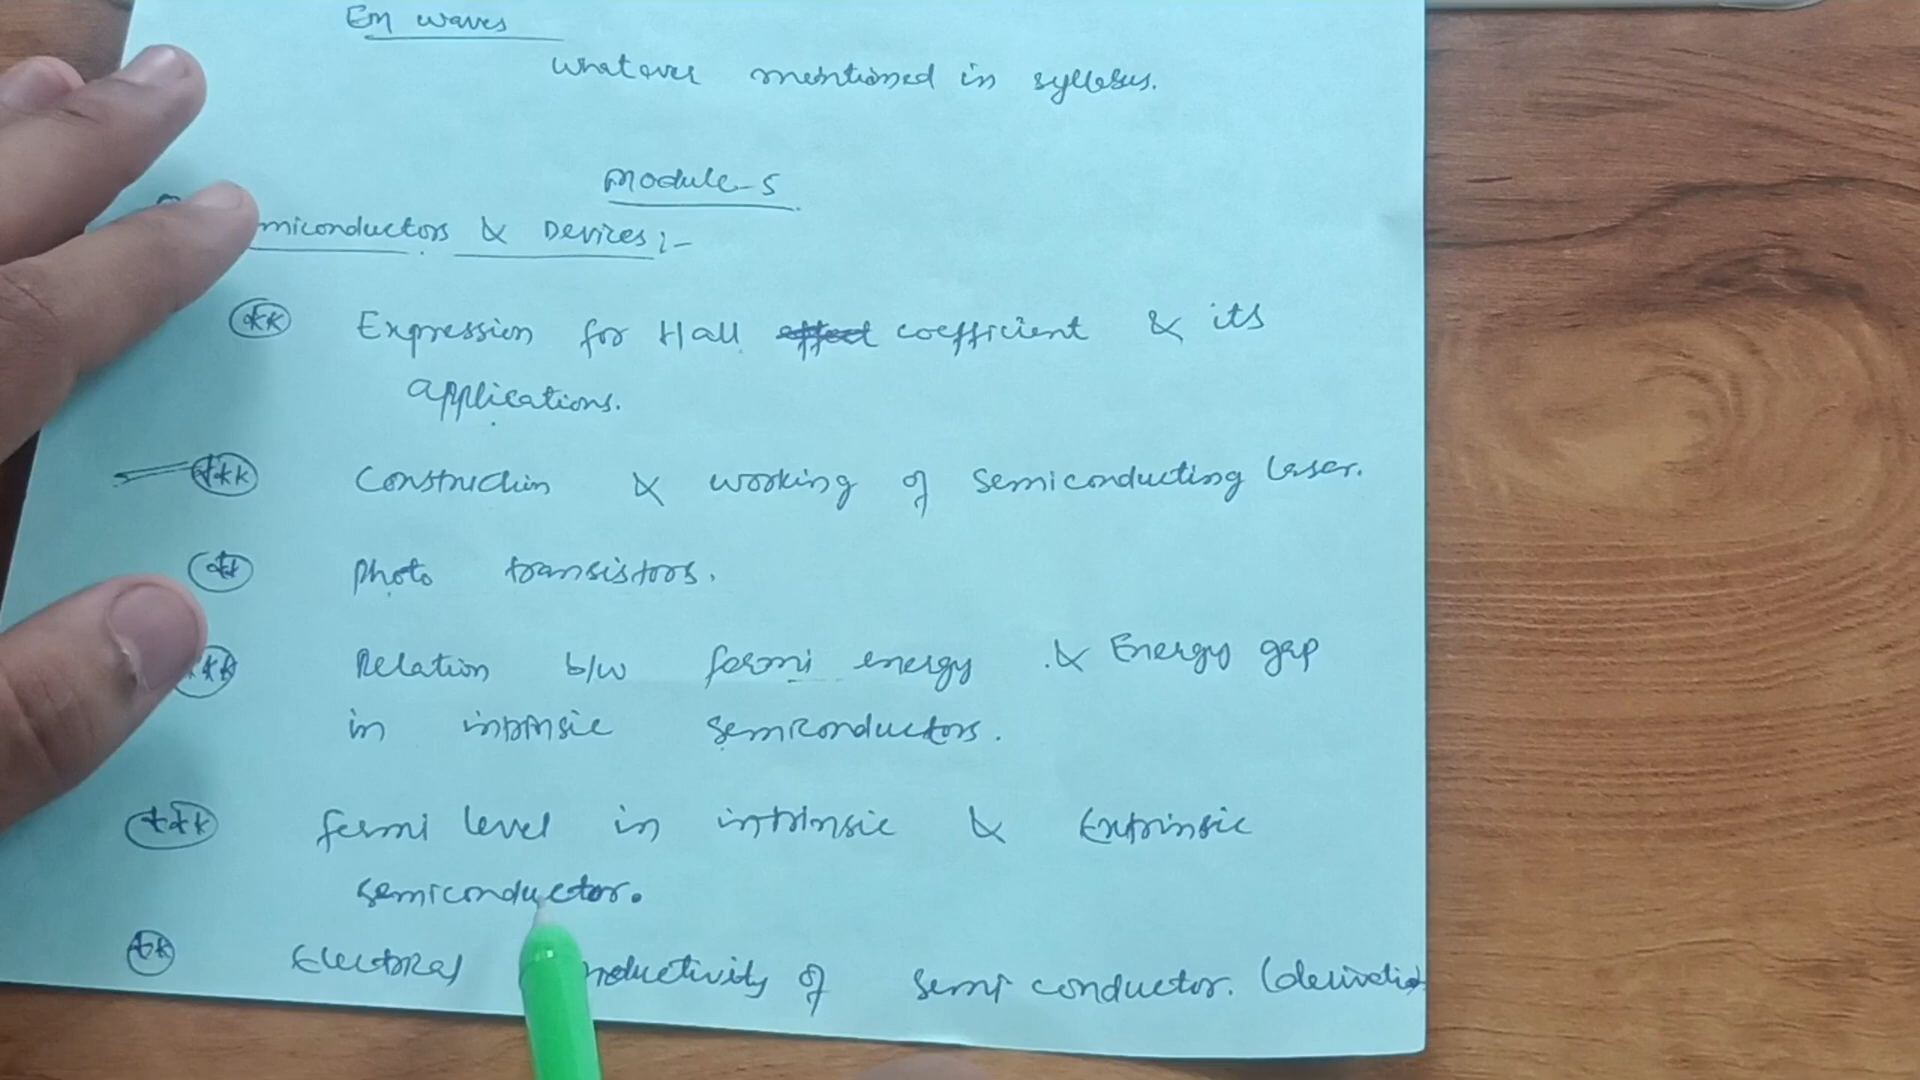 Em waves
whatever mentioned in syllabus.
Module-5
miconductors & Devices:-
** Expression for Hall coefficient & its
applications.
*** Construction & working of semiconducting laser.
** Photo transistors.
** Relation b/w fermi energy & Energy gap
in intrinsic semiconductors.
*** fermi level in intrinsic & Extrinsic
semiconductor.
** Electrical nductivity of semi conductor. (derivatio